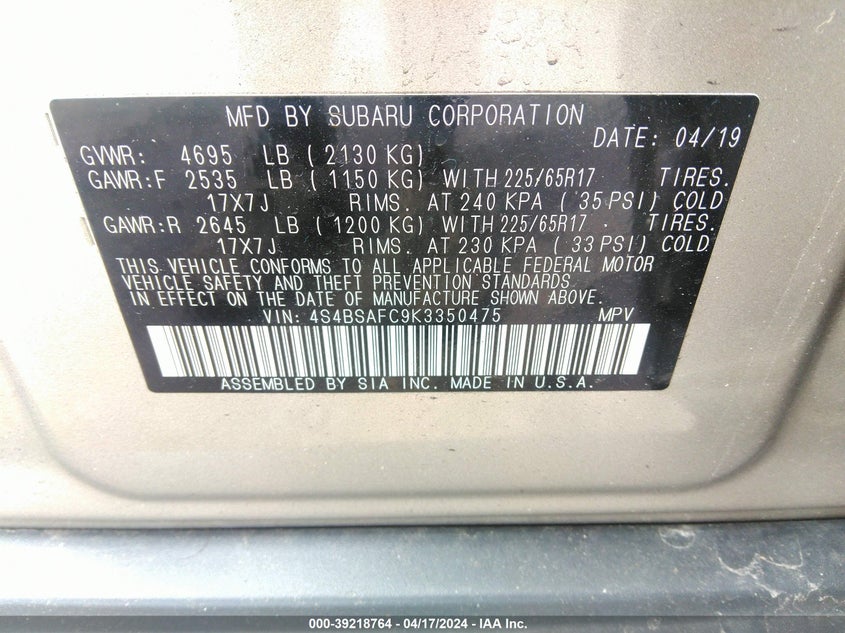 MFD BY SUBARU CORPORATION
DATE: 04/19
GVWR: 4695 LB (2130 KG)
GAWR:F 2535 LB (1150 KG) WITH 225/65R17 TIRES.
17X7J RIMS. AT 240 KPA (35 PSI) COLD
GAWR:R 2645 LB (1200 KG) WITH 225/65R17 TIRES.
17X7J RIMS. AT 230 KPA (33 PSI) COLD
THIS VEHICLE CONFORMS TO ALL APPLICABLE FEDERAL MOTOR
VEHICLE SAFETY AND THEFT PREVENTION STANDARDS
IN EFFECT ON THE DATE OF MANUFACTURE SHOWN ABOVE.
VIN: 4S4BSAFC9K3350475 MPV
ASSEMBLED BY SIA INC. MADE IN U.S.A.
000-39218764 - 04/17/2024 - IAA Inc.